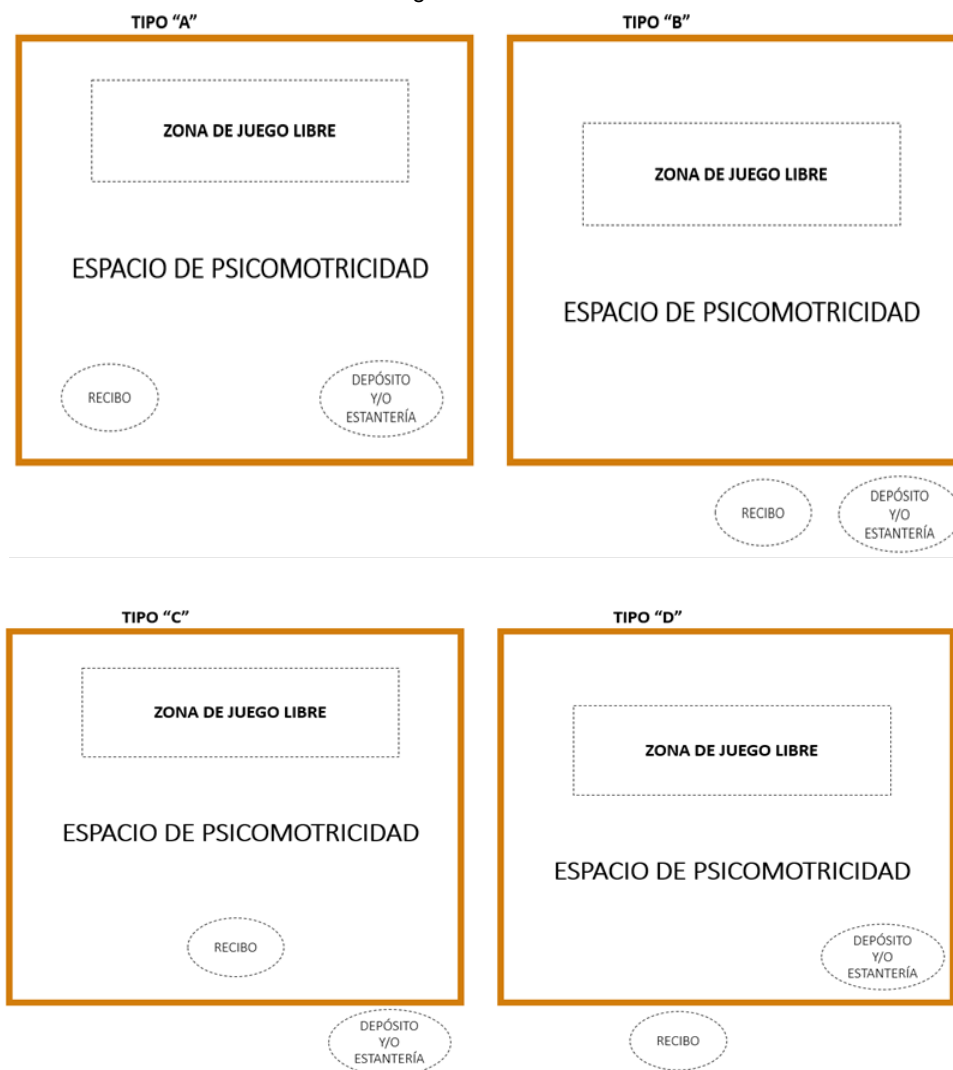 TIPO “A”
ZONA DE JUEGO LIBRE
ESPACIO DE PSICOMOTRICIDAD
RECIBO
DEPÓSITO
Y/O
ESTANTERÍA
TIPO “B”
ZONA DE JUEGO LIBRE
ESPACIO DE PSICOMOTRICIDAD
RECIBO
DEPÓSITO
Y/O
ESTANTERÍA
TIPO “C”
ZONA DE JUEGO LIBRE
ESPACIO DE PSICOMOTRICIDAD
RECIBO
DEPÓSITO
Y/O
ESTANTERÍA
TIPO “D”
ZONA DE JUEGO LIBRE
ESPACIO DE PSICOMOTRICIDAD
DEPÓSITO
Y/O
ESTANTERÍA
RECIBO